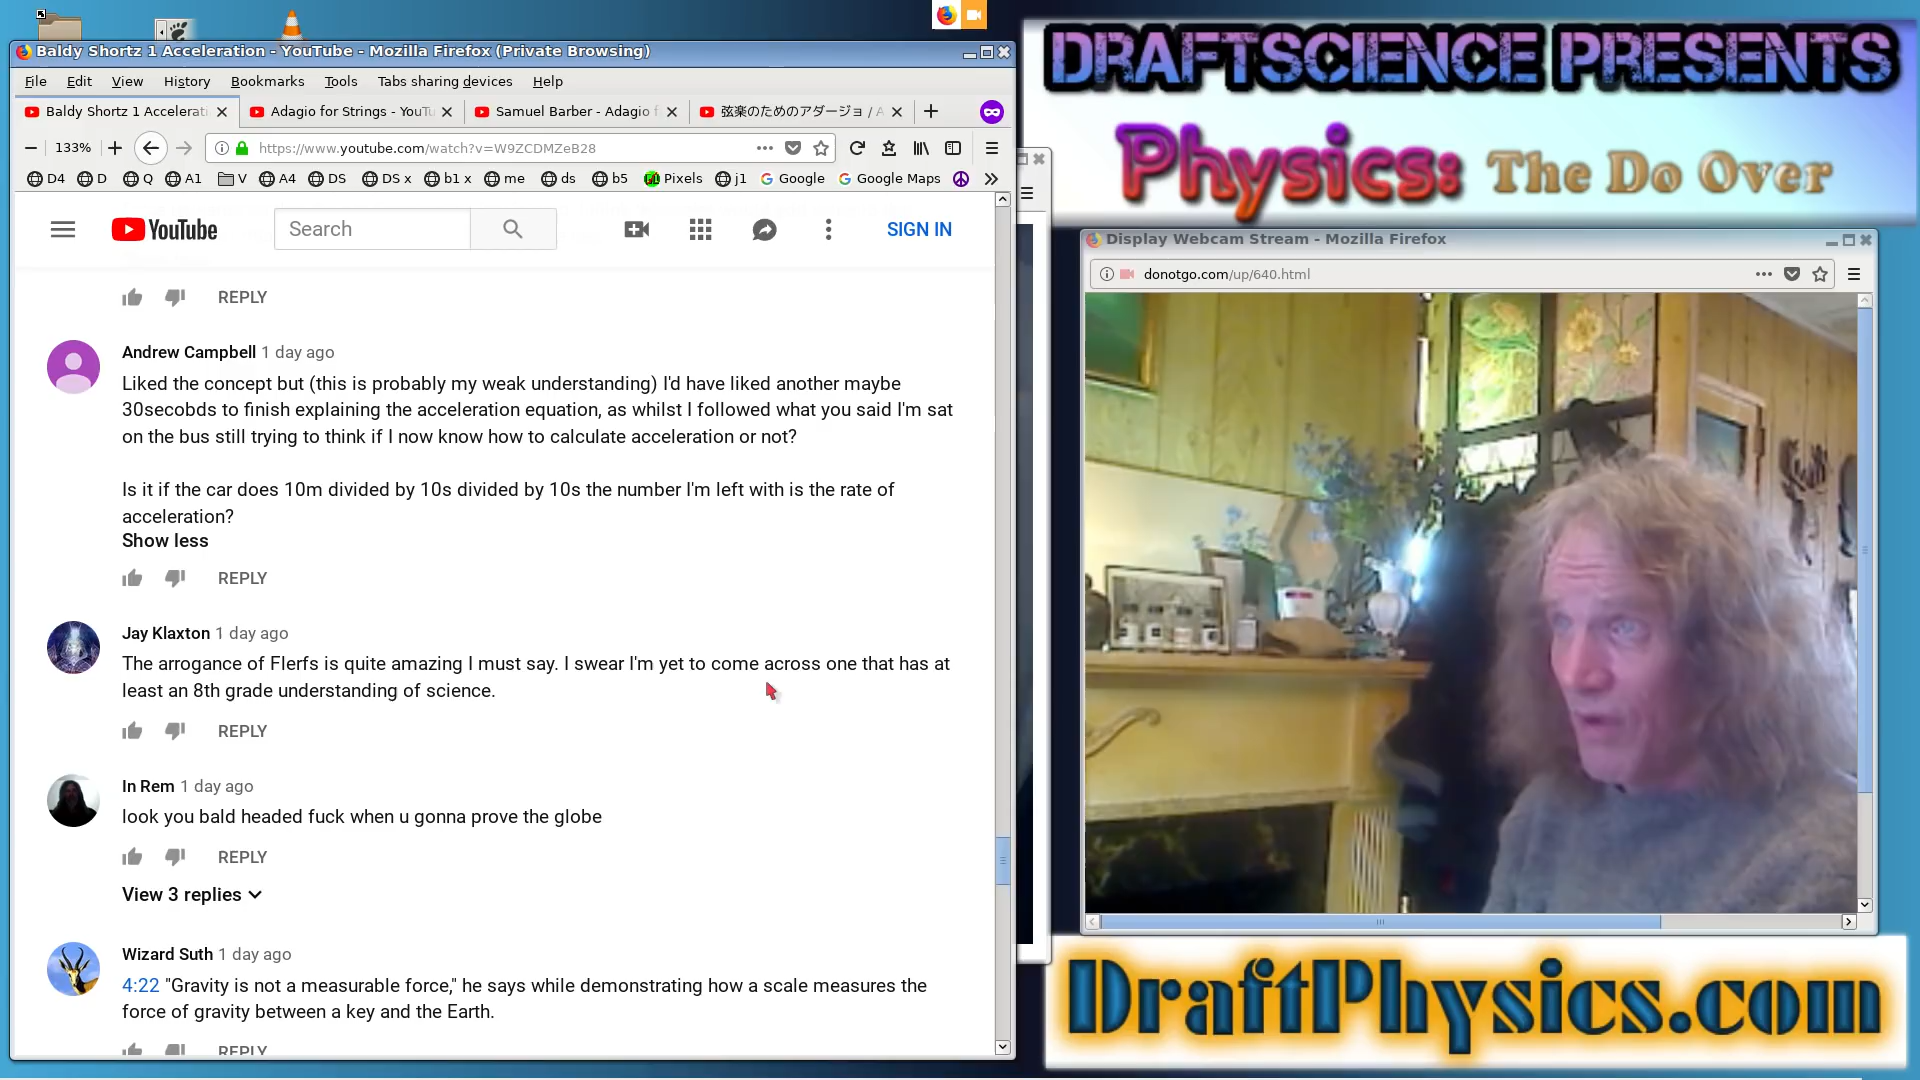 Baldy Shortz 1 Acceleration - YouTube - Mozilla Firefox (Private Browsing)
File Edit View History Bookmarks Tools Tabs sharing devices Help
Baldy Shortz 1 Accelerati
Adagio for Strings - YouTu
Samuel Barber - Adagio f
弦楽のためのアダージョ / A
133%
https://www.youtube.com/watch?v=W9ZCDMZeB28
D4 D Q A1 V A4 DS DS x b1 x me ds b5 Pixels j1 Google Google Maps
YouTube
Search
SIGN IN
REPLY
Andrew Campbell 1 day ago
Liked the concept but (this is probably my weak understanding) I'd have liked another maybe
30secobds to finish explaining the acceleration equation, as whilst I followed what you said I'm sat
on the bus still trying to think if I now know how to calculate acceleration or not?
Is it if the car does 10m divided by 10s divided by 10s the number I'm left with is the rate of
acceleration?
Show less
REPLY
Jay Klaxton 1 day ago
The arrogance of Flerfs is quite amazing I must say. I swear I'm yet to come across one that has at
least an 8th grade understanding of science.
REPLY
In Rem 1 day ago
look you bald headed fuck when u gonna prove the globe
REPLY
View 3 replies
Wizard Suth 1 day ago
4:22 "Gravity is not a measurable force," he says while demonstrating how a scale measures the
force of gravity between a key and the Earth.
REPLY
DRAFTSCIENCE PRESENTS
Physics: The Do Over
Display Webcam Stream - Mozilla Firefox
donotgo.com/up/640.html
DraftPhysics.com